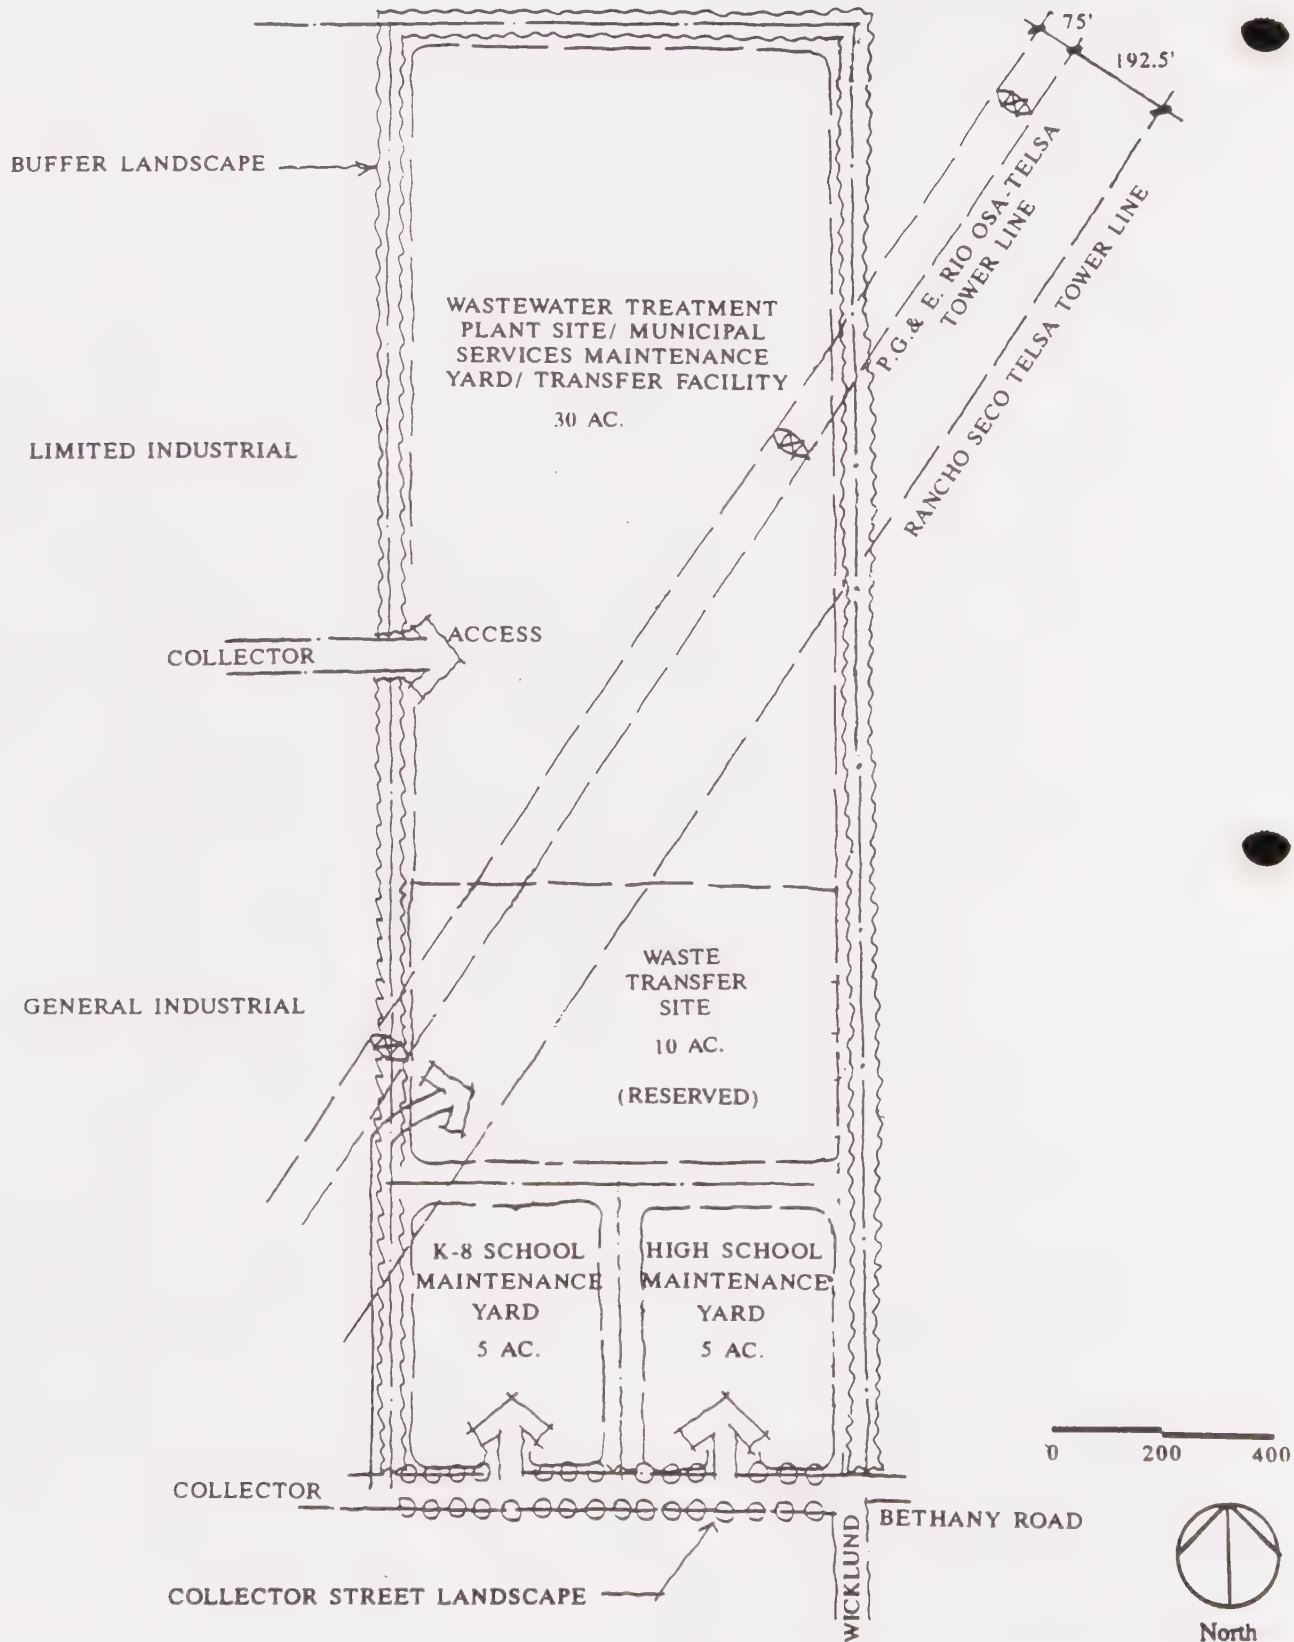 75'
192.5'
BUFFER LANDSCAPE
P.G.& E. RIO OSA-TELSA
TOWER LINE
RANCHO SECO TELSA TOWER LINE
WASTEWATER TREATMENT
PLANT SITE/ MUNICIPAL
SERVICES MAINTENANCE
YARD/ TRANSFER FACILITY
30 AC.
LIMITED INDUSTRIAL
ACCESS
COLLECTOR
WASTE
TRANSFER
SITE
10 AC.
(RESERVED)
GENERAL INDUSTRIAL
K-8 SCHOOL
MAINTENANCE
YARD
5 AC.
HIGH SCHOOL
MAINTENANCE
YARD
5 AC.
0 200 400
COLLECTOR
BETHANY ROAD
WICKLUND
COLLECTOR STREET LANDSCAPE
North